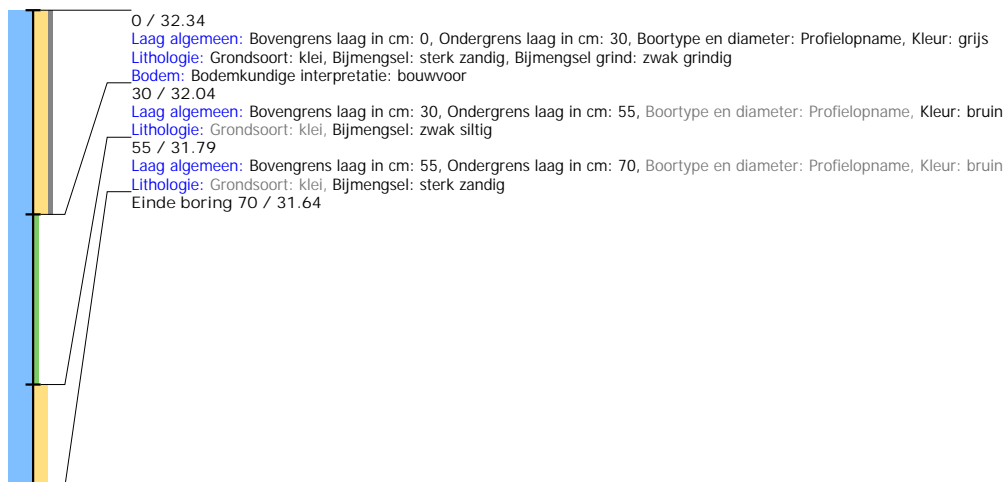 0 / 32.34
Laag algemeen: Bovengrens laag in cm: 0, Ondergrens laag in cm: 30, Boortype en diameter: Profielopname, Kleur: grijs
Lithologie: Grondsoort: klei, Bijmengsel: sterk zandig, Bijmengsel grind: zwak grindig
Bodem: Bodemkundige interpretatie: bouwvoor
30 / 32.04
Laag algemeen: Bovengrens laag in cm: 30, Ondergrens laag in cm: 55, Boortype en diameter: Profielopname, Kleur: bruin
Lithologie: Grondsoort: klei, Bijmengsel: zwak siltig
55 / 31.79
Laag algemeen: Bovengrens laag in cm: 55, Ondergrens laag in cm: 70, Boortype en diameter: Profielopname, Kleur: bruin
Lithologie: Grondsoort: klei, Bijmengsel: sterk zandig
Einde boring 70 / 31.64